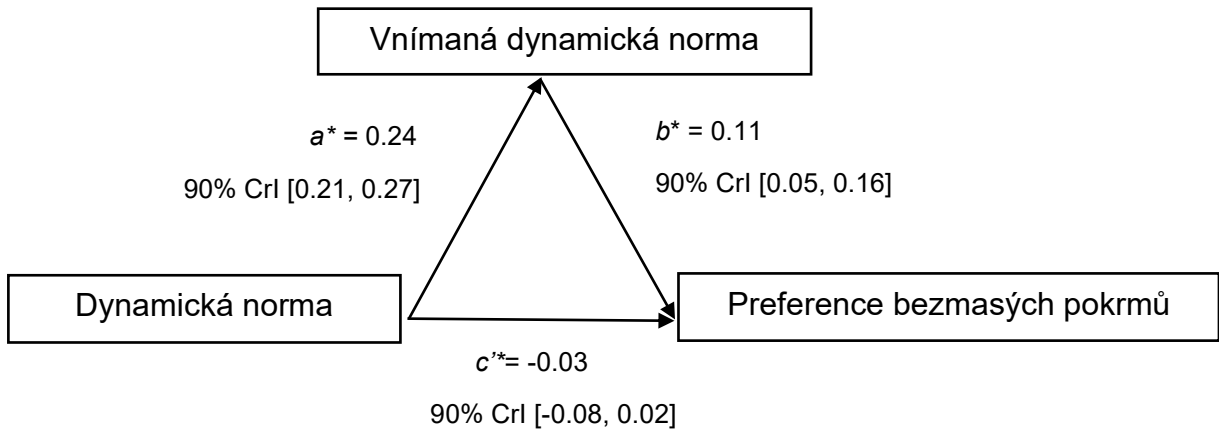 Vnímaná dynamická norma
a* = 0.24
90% CrI [0.21, 0.27]
b* = 0.11
90% CrI [0.05, 0.16]
Dynamická norma
Preference bezmasých pokrmů
c’*= -0.03
90% CrI [-0.08, 0.02]